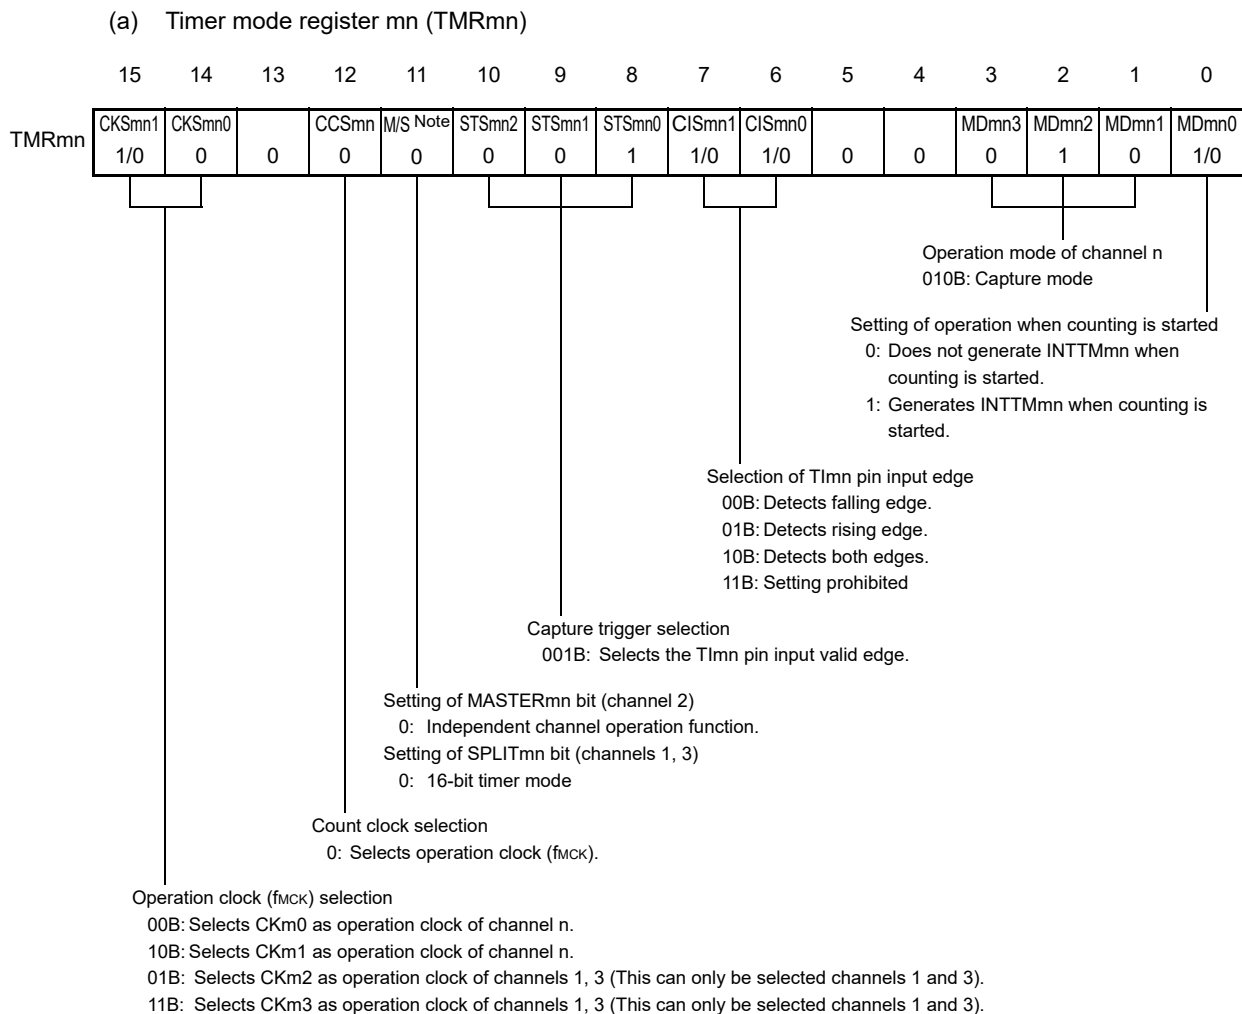 (a) Timer mode register mn (TMRmn)
15 14 13 12 11 10 9 8 7 6 5 4 3 2 1 0
TMRmn CKSmn1 CKSmn0 CCSmn M/S Note STSmn2 STSmn1 STSmn0 CISmn1 CISmn0 MDmn3 MDmn2 MDmn1 MDmn0
1/0 0 0 0 0 0 0 1 1/0 1/0 0 0 0 1 0 1/0
Operation mode of channel n
010B: Capture mode
Setting of operation when counting is started
0: Does not generate INTTMmn when
counting is started.
1: Generates INTTMmn when counting is
started.
Selection of TImn pin input edge
00B: Detects falling edge.
01B: Detects rising edge.
10B: Detects both edges.
11B: Setting prohibited
Capture trigger selection
001B: Selects the TImn pin input valid edge.
Setting of MASTERmn bit (channel 2)
0: Independent channel operation function.
Setting of SPLITmn bit (channels 1, 3)
0: 16-bit timer mode
Count clock selection
0: Selects operation clock (fMCK).
Operation clock (fMCK) selection
00B: Selects CKm0 as operation clock of channel n.
10B: Selects CKm1 as operation clock of channel n.
01B: Selects CKm2 as operation clock of channels 1, 3 (This can only be selected channels 1 and 3).
11B: Selects CKm3 as operation clock of channels 1, 3 (This can only be selected channels 1 and 3).